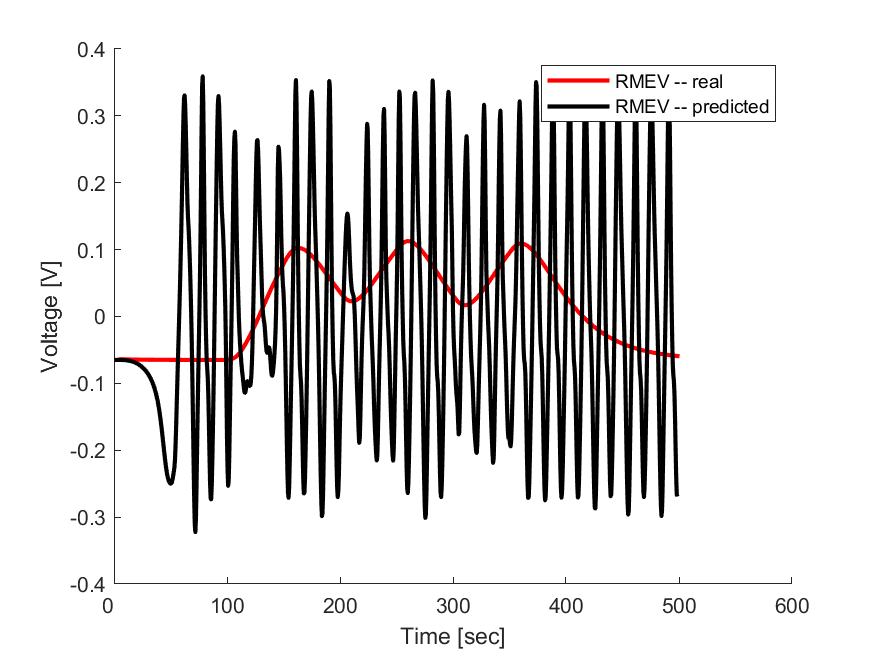 0.4
0.3
0.2
0.1
0
-0.1
-0.2
-0.3
-0.4
Voltage [V]
RMEV -- real
RMEV -- predicted
0 100 200 300 400 500 600
Time [sec]